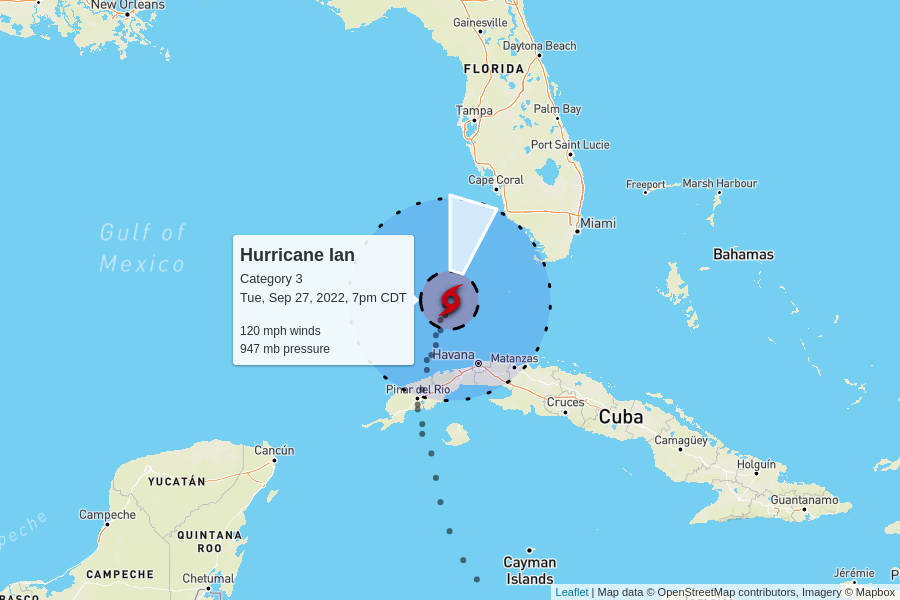 New Orleans
Gainesville
Daytona Beach
FLORIDA
Tampa
Palm Bay
Port Saint Lucie
Cape Coral
Freeport
Marsh Harbour
Miami
Gulf of
Mexico
Bahamas
Hurricane Ian
Category 3
Tue, Sep 27, 2022, 7pm CDT
120 mph winds
947 mb pressure
Havana
Matanzas
Pinar del Rio
Cruces
Cuba
Camagüey
Cancún
Holguín
YUCATÁN
Guantanamo
Campeche
peche
QUINTANA
ROO
Cayman
Islands
CAMPECHE
Chetumal
Jérémie
P
BASCO
Leaflet | Map data © OpenStreetMap contributors, Imagery © Mapbox